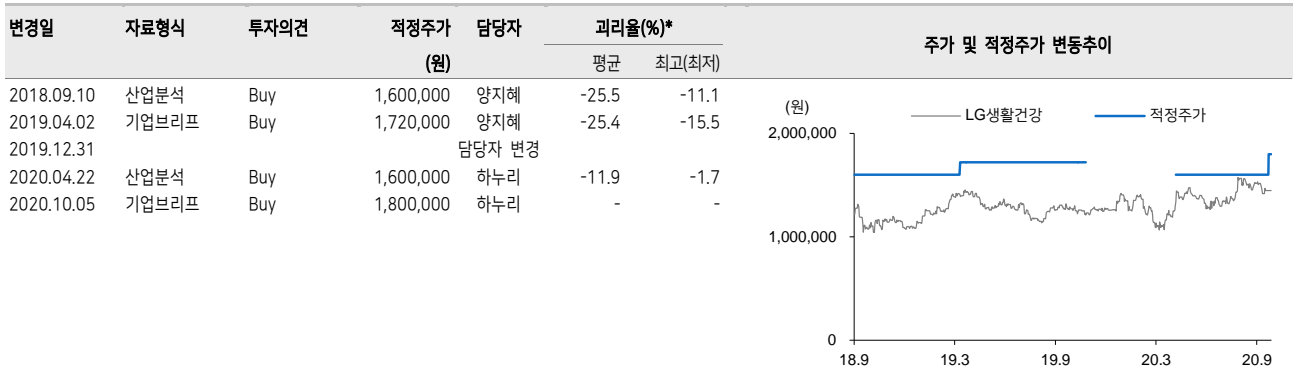 변경일 자료형식 투자의견 적정주가 담당자 괴리율(%)* 주가 및 적정주가 변동추이
(원) 평균 최고(최저)
2018.09.10 산업분석 Buy 1,600,000 양지혜 -25.5 -11.1
2019.04.02 기업브리프 Buy 1,720,000 양지혜 -25.4 -15.5
2019.12.31 담당자 변경
2020.04.22 산업분석 Buy 1,600,000 하누리 -11.9 -1.7
2020.10.05 기업브리프 Buy 1,800,000 하누리 - -
(원)
LG생활건강 적정주가
2,000,000
1,000,000
0
18.9 19.3 19.9 20.3 20.9